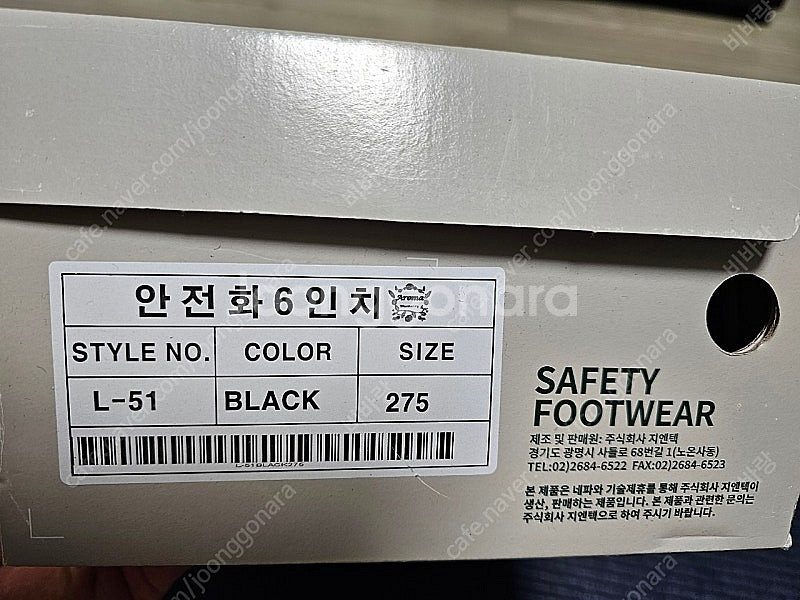 안전화6인치 Aroma
STYLE NO. COLOR SIZE
L-51 BLACK 275
L-51BLACK275
SAFETY
FOOTWEAR
제조 및 판매원: 주식회사 지엔텍
경기도 광명시 사들로 68번길 1(노온사동)
TEL:02)2684-6522 FAX:02)2684-6523
본 제품은 네파와 기술제휴를 통해 주식회사 지엔텍이
생산, 판매하는 제품입니다. 본 제품과 관련한 문의는
주식회사 지엔텍으로 하여 주시기 바랍니다.
joonggonara
cafe.naver.com/joonggonara
비바람